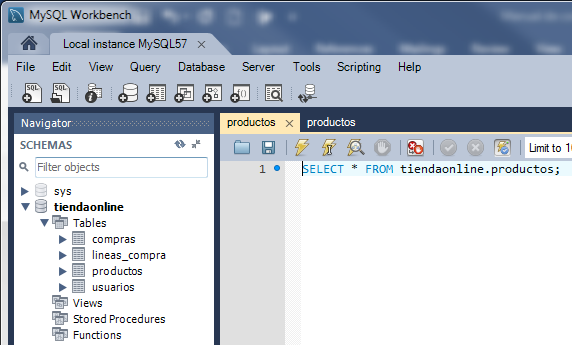 MySQL Workbench
Local instance MySQL57
File Edit View Query Database Server Tools Scripting Help
Navigator
SCHEMAS
Filter objects
sys
tiendaonline
Tables
compras
lineas_compra
productos
usuarios
Views
Stored Procedures
Functions
productos productos
Limit to
1 SELECT * FROM tiendaonline.productos;